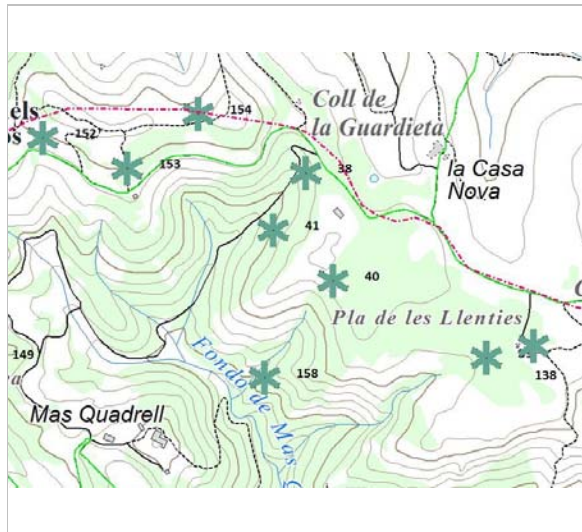 els
os
152
154
153
Coll de
la Guardieta
38
la Casa
Nova
41
40
Pla de les Llenties
138
149
158
Mas Quadrell
Fondo de Mas